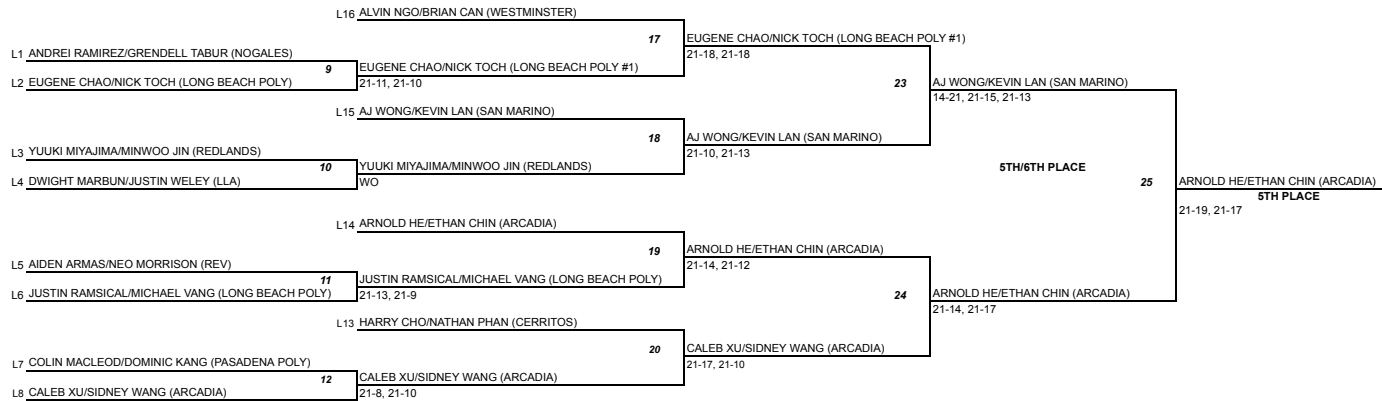 L16 ALVIN NGO/BRIAN CAN (WESTMINSTER)
17 EUGENE CHAO/NICK TOCH (LONG BEACH POLY #1)
21-18, 21-18
L1 ANDREI RAMIREZ/GRENDELL TABUR (NOGALES)
9 EUGENE CHAO/NICK TOCH (LONG BEACH POLY #1)
L2 EUGENE CHAO/NICK TOCH (LONG BEACH POLY) 21-11, 21-10
23 AJ WONG/KEVIN LAN (SAN MARINO)
14-21, 21-15, 21-13
L15 AJ WONG/KEVIN LAN (SAN MARINO)
18 AJ WONG/KEVIN LAN (SAN MARINO)
21-10, 21-13
L3 YUUKI MIYAJIMA/MINWOO JIN (REDLANDS)
10 YUUKI MIYAJIMA/MINWOO JIN (REDLANDS)
L4 DWIGHT MARBUN/JUSTIN WELEY (LLA) WO
5TH/6TH PLACE
25 ARNOLD HE/ETHAN CHIN (ARCADIA)
5TH PLACE
21-19, 21-17
L14 ARNOLD HE/ETHAN CHIN (ARCADIA)
19 ARNOLD HE/ETHAN CHIN (ARCADIA)
21-14, 21-12
L5 AIDEN ARMAS/NEO MORRISON (REV)
11 JUSTIN RAMSICAL/MICHAEL VANG (LONG BEACH POLY)
L6 JUSTIN RAMSICAL/MICHAEL VANG (LONG BEACH POLY) 21-13, 21-9
24 ARNOLD HE/ETHAN CHIN (ARCADIA)
21-14, 21-17
L13 HARRY CHO/NATHAN PHAN (CERRITOS)
20 CALEB XU/SIDNEY WANG (ARCADIA)
21-17, 21-10
L7 COLIN MACLEOD/DOMINIC KANG (PASADENA POLY)
12 CALEB XU/SIDNEY WANG (ARCADIA)
L8 CALEB XU/SIDNEY WANG (ARCADIA) 21-8, 21-10